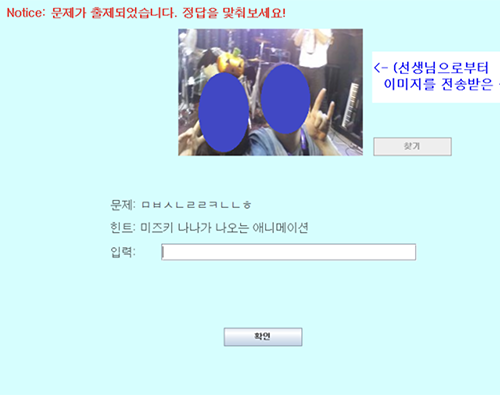 Notice: 문제가 출제되었습니다. 정답을 맞춰보세요!
<- (선생님으로부터
이미지를 전송받은
찾기
문제: ㅁㅂㅅㄴㄹㄹㅋㄴㄴㅎ
힌트: 미즈키 나나가 나오는 애니메이션
입력:
확인